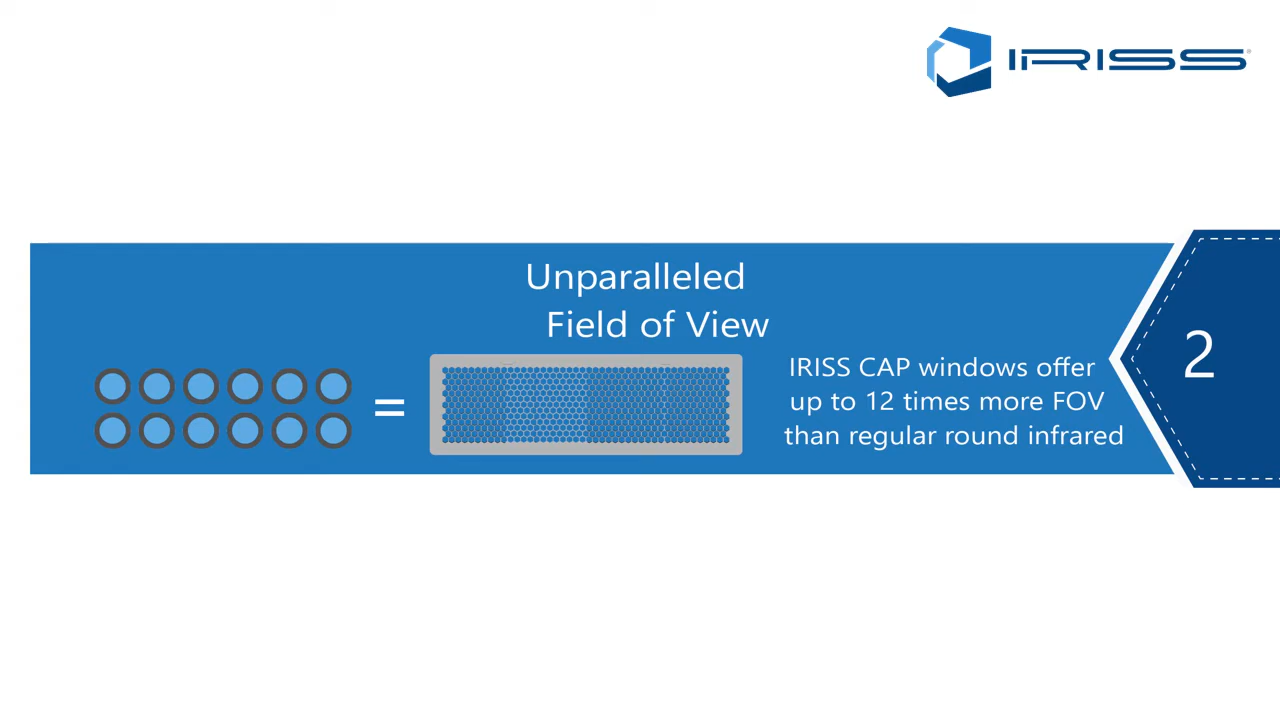 IRISS
Unparalleled
Field of View
=
IRISS CAP windows offer
up to 12 times more FOV
than regular round infrared
2